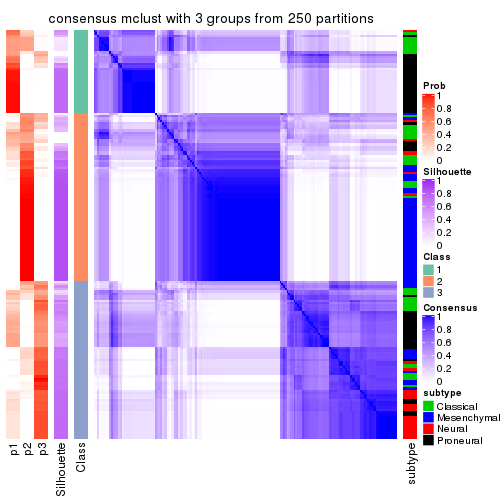 consensus mclust with 3 groups from 250 partitions
Prob
1
0.8
0.6
0.4
0.2
0
Silhouette
1
0.8
0.6
0.4
0.2
0
Class
1
2
3
Consensus
1
0.8
0.6
0.4
0.2
0
subtype
Classical
Mesenchymal
Neural
Proneural
p1
p2
p3
Silhouette
Class
subtype